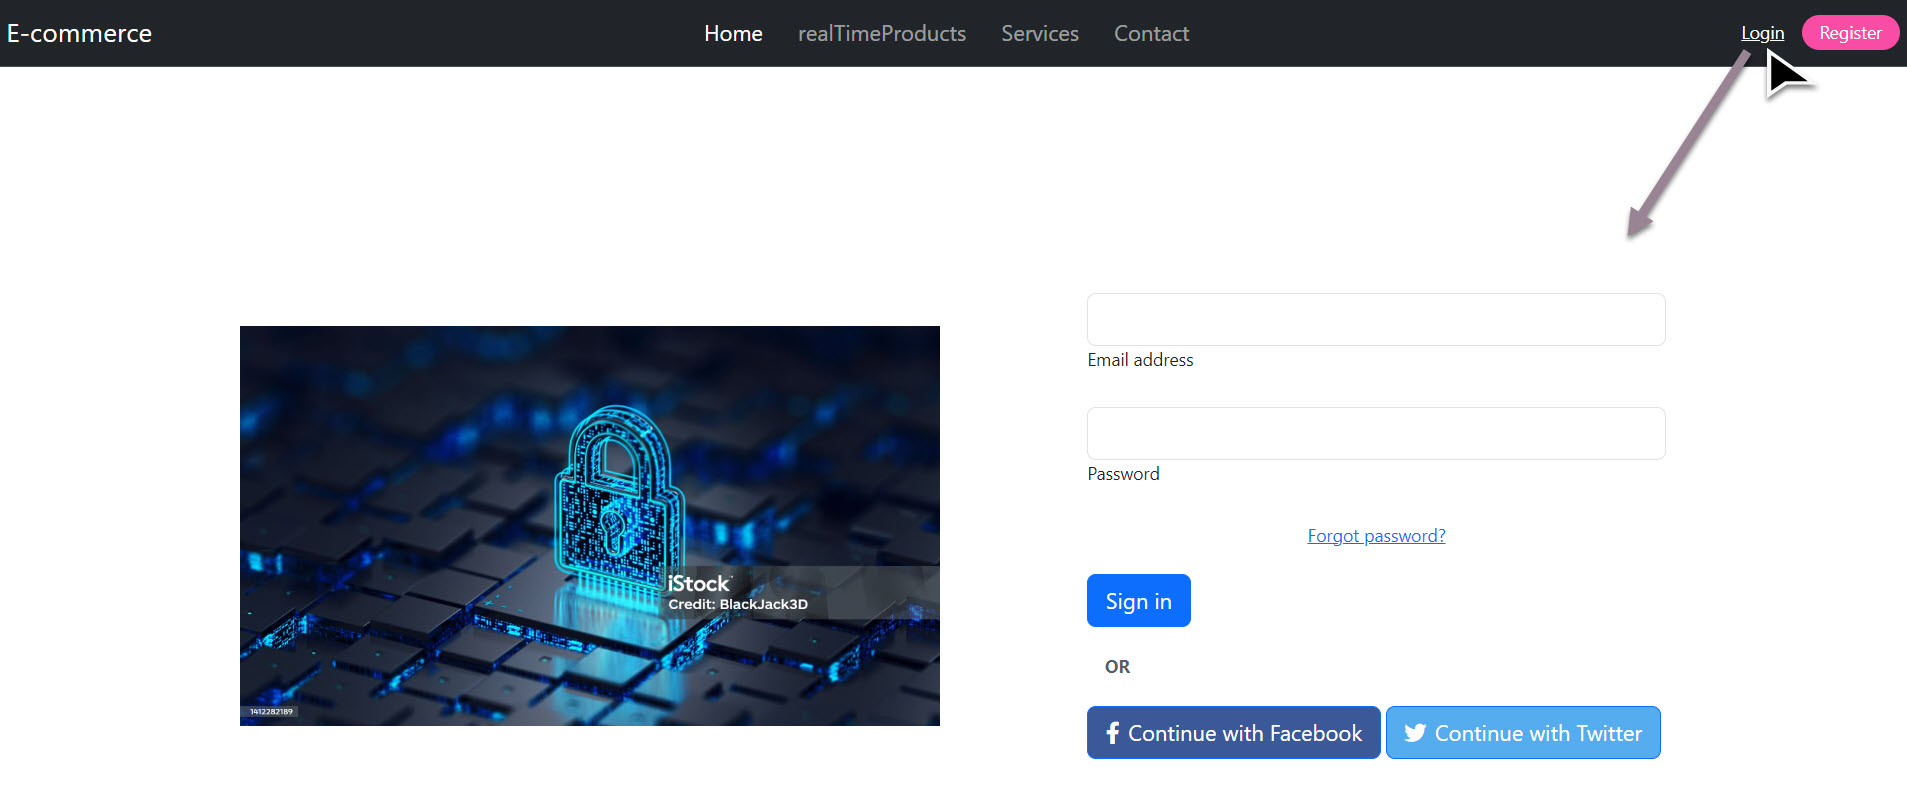 E-commerce
Home realTimeProducts Services Contact
Login Register
Email address
Password
Forgot password?
Sign in
OR
Continue with Facebook Continue with Twitter
iStock
Credit: BlackJack3D
1412282189